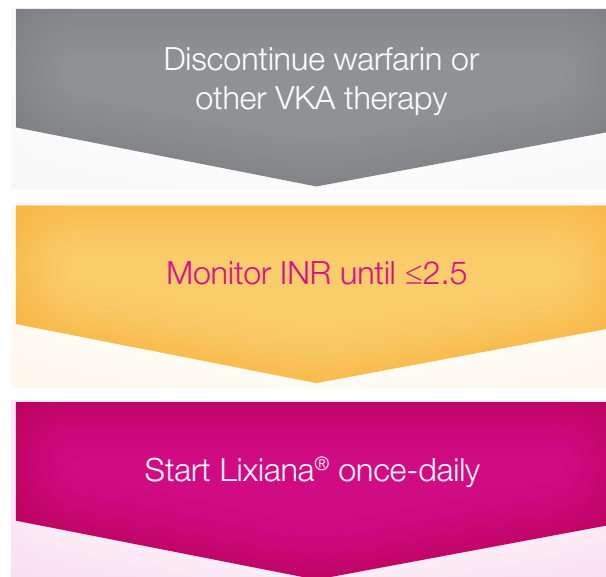 Discontinue warfarin or
other VKA therapy
Monitor INR until ≤2.5
Start Lixiana® once-daily